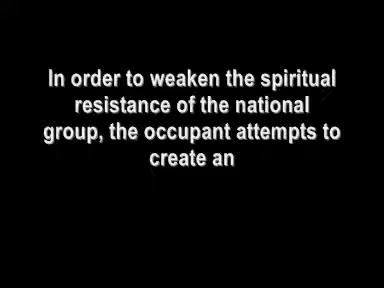 In order to weaken the spiritual
resistance of the national
group, the occupant attempts to
create an